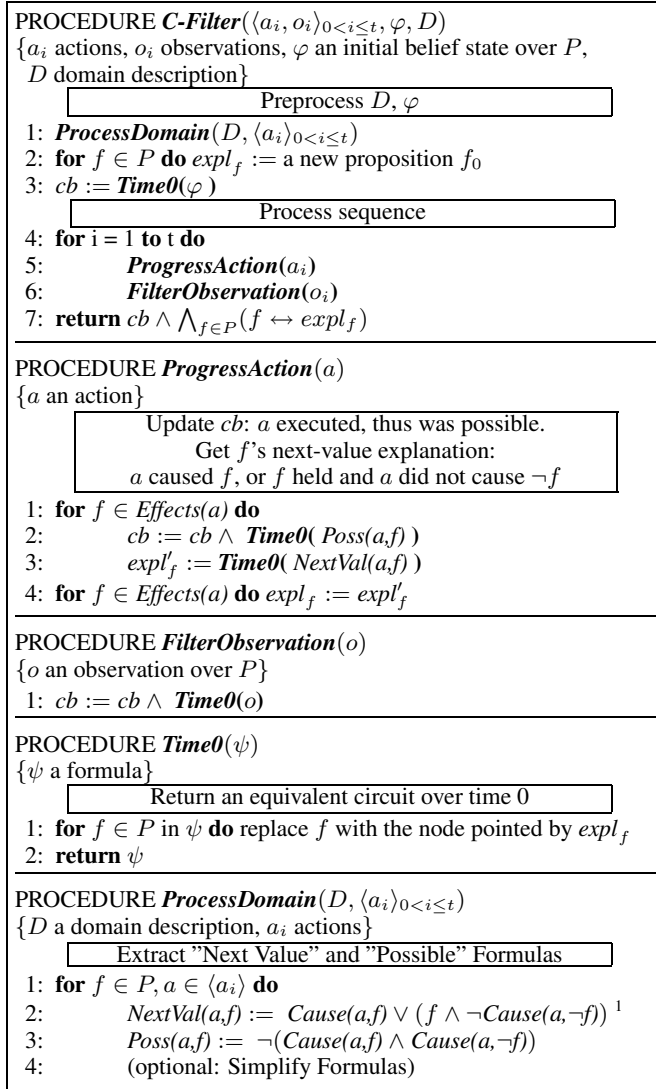 PROCEDURE C-Filter(⟨a_i, o_i⟩_{0<i≤t}, φ, D)
{a_i actions, o_i observations, φ an initial belief state over P,
D domain description}
Preprocess D, φ
1: ProcessDomain(D, ⟨a_i⟩_{0<i≤t})
2: for f ∈ P do expl_f := a new proposition f_0
3: cb := Time0(φ )
Process sequence
4: for i = 1 to t do
5: ProgressAction(a_i)
6: FilterObservation(o_i)
7: return cb ∧ ⋀_{f∈P}(f ↔ expl_f)
PROCEDURE ProgressAction(a)
{a an action}
Update cb: a executed, thus was possible.
Get f's next-value explanation:
a caused f, or f held and a did not cause ¬f
1: for f ∈ Effects(a) do
2: cb := cb ∧ Time0( Poss(a,f) )
3: expl′_f := Time0( NextVal(a,f) )
4: for f ∈ Effects(a) do expl_f := expl′_f
PROCEDURE FilterObservation(o)
{o an observation over P}
1: cb := cb ∧ Time0(o)
PROCEDURE Time0(ψ)
{ψ a formula}
Return an equivalent circuit over time 0
1: for f ∈ P in ψ do replace f with the node pointed by expl_f
2: return ψ
PROCEDURE ProcessDomain(D, ⟨a_i⟩_{0<i≤t})
{D a domain description, a_i actions}
Extract "Next Value" and "Possible" Formulas
1: for f ∈ P, a ∈ ⟨a_i⟩ do
2: NextVal(a,f) := Cause(a,f) ∨ (f ∧ ¬Cause(a,¬f)) ^1
3: Poss(a,f) := ¬(Cause(a,f) ∧ Cause(a,¬f))
4: (optional: Simplify Formulas)